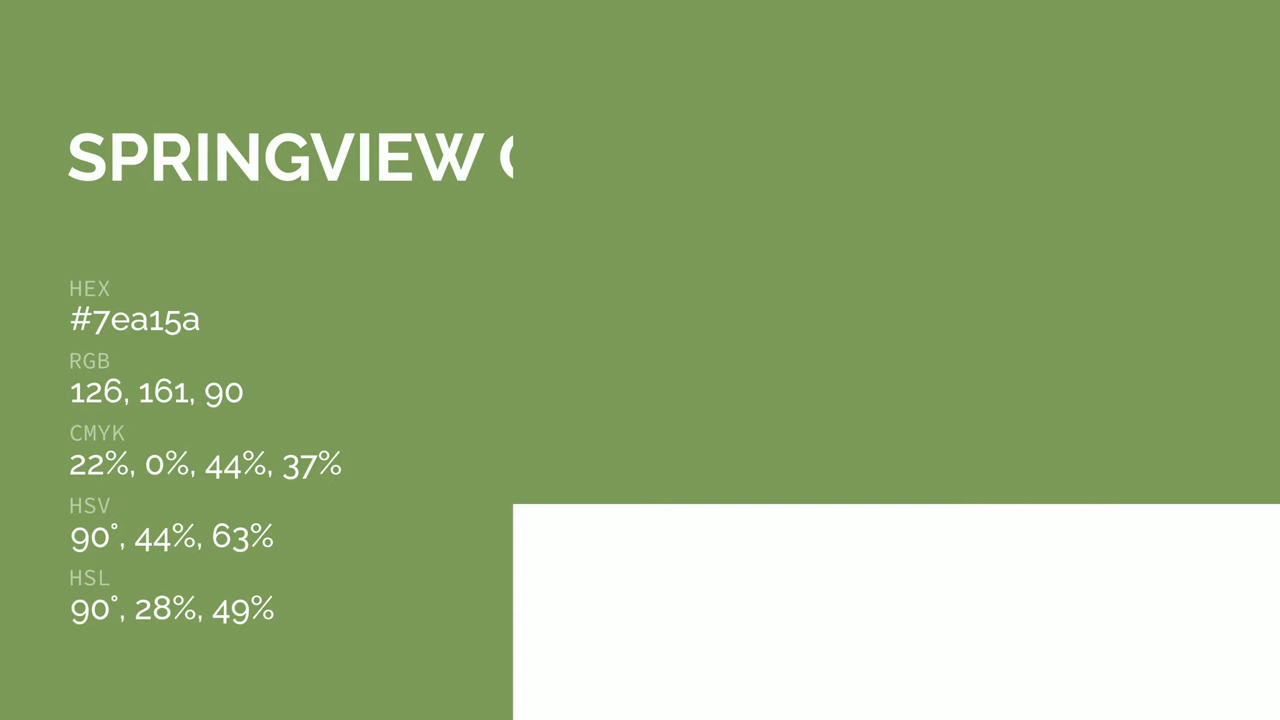 SPRINGVIEW
HEX
#7ea15a
RGB
126, 161, 90
CMYK
22%, 0%, 44%, 37%
HSV
90°, 44%, 63%
HSL
90°, 28%, 49%